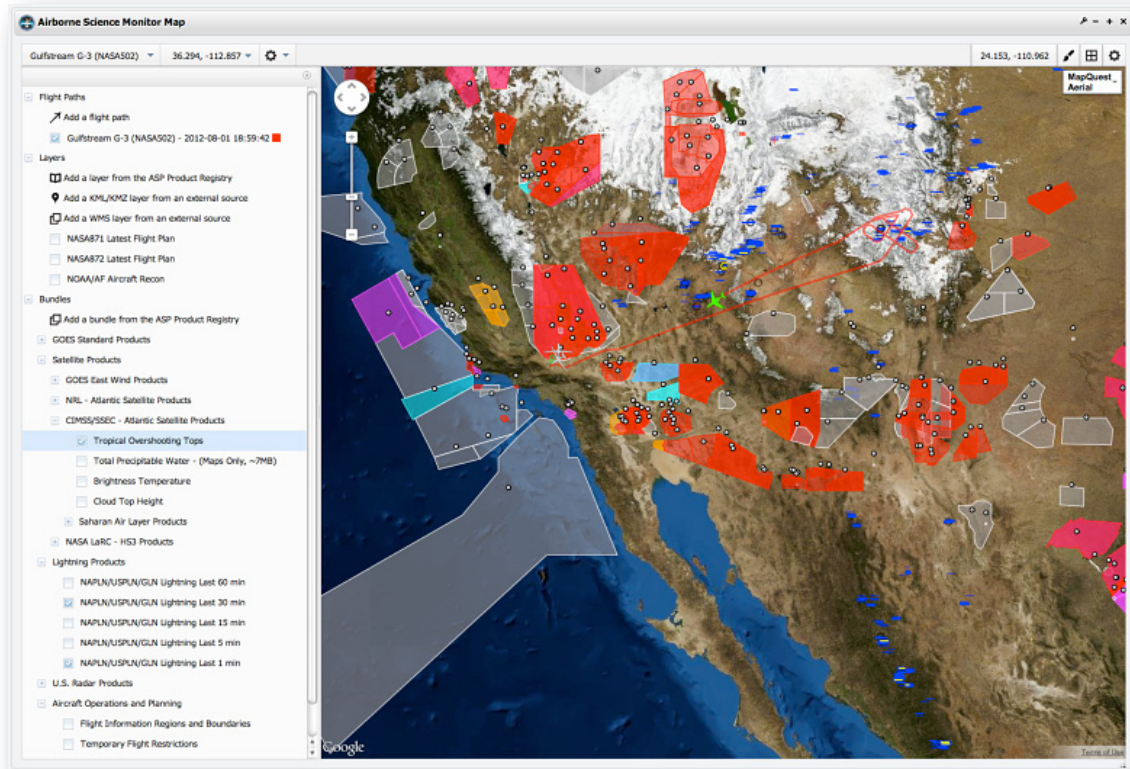 Airborne Science Monitor Map
Gulfstream G-3 (NASA502)
36.294, -112.857
24.153, -110.962
MapQuest Aerial
Flight Paths
Add a flight path
Gulfstream G-3 (NASA502) - 2012-08-01 18:59:42
Layers
Add a layer from the ASP Product Registry
Add a KML/KMZ layer from an external source
Add a WMS layer from an external source
NASA871 Latest Flight Plan
NASA872 Latest Flight Plan
NOAA/AF Aircraft Recon
Bundles
Add a bundle from the ASP Product Registry
GOES Standard Products
Satellite Products
GOES East Wind Products
NRL - Atlantic Satellite Products
CIMSS/SSEC - Atlantic Satellite Products
Tropical Overshooting Tops
Total Precipitable Water - (Maps Only, ~7MB)
Brightness Temperature
Cloud Top Height
Saharan Air Layer Products
NASA LaRC - HS3 Products
Lightning Products
NAPLN/USPLN/GLN Lightning Last 60 min
NAPLN/USPLN/GLN Lightning Last 30 min
NAPLN/USPLN/GLN Lightning Last 15 min
NAPLN/USPLN/GLN Lightning Last 5 min
NAPLN/USPLN/GLN Lightning Last 1 min
U.S. Radar Products
Aircraft Operations and Planning
Flight Information Regions and Boundaries
Temporary Flight Restrictions
Google
Terms of Use